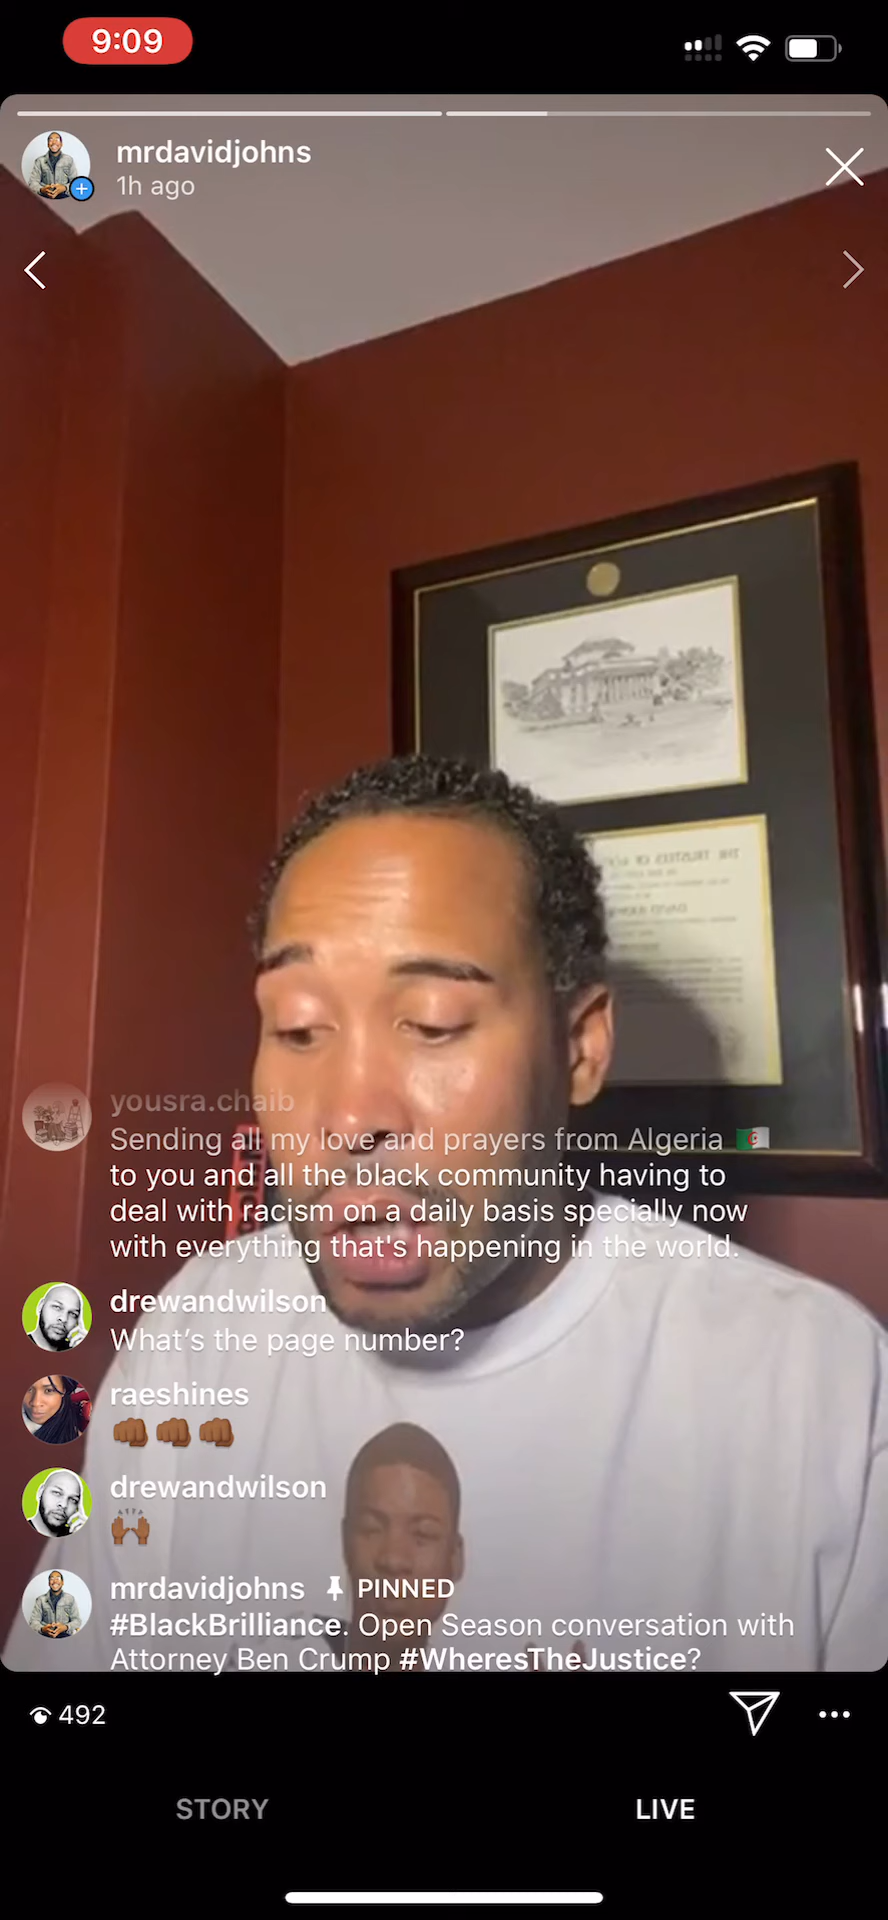 9:09
mrdavidjohns
1h ago
yousra.chaib
Sending all my love and prayers from Algeria 🇩🇿
to you and all the black community having to
deal with racism on a daily basis specially now
with everything that's happening in the world.
drewandwilson
What’s the page number?
raeshines
👊🏾👊🏾👊🏾
drewandwilson
🙌🏾
mrdavidjohns 📌 PINNED
#BlackBrilliance. Open Season conversation with
Attorney Ben Crump #WheresTheJustice?
492
STORY
LIVE